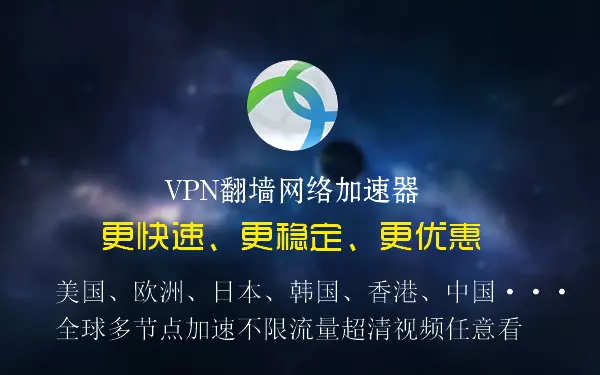 VPN翻墙网络加速器
更快速、更稳定、更优惠
美国、欧洲、日本、韩国、香港、中国···
全球多节点加速不限流量超清视频任意看